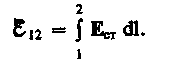 ℰ₁₂ = ∫₁² E_ст dl.